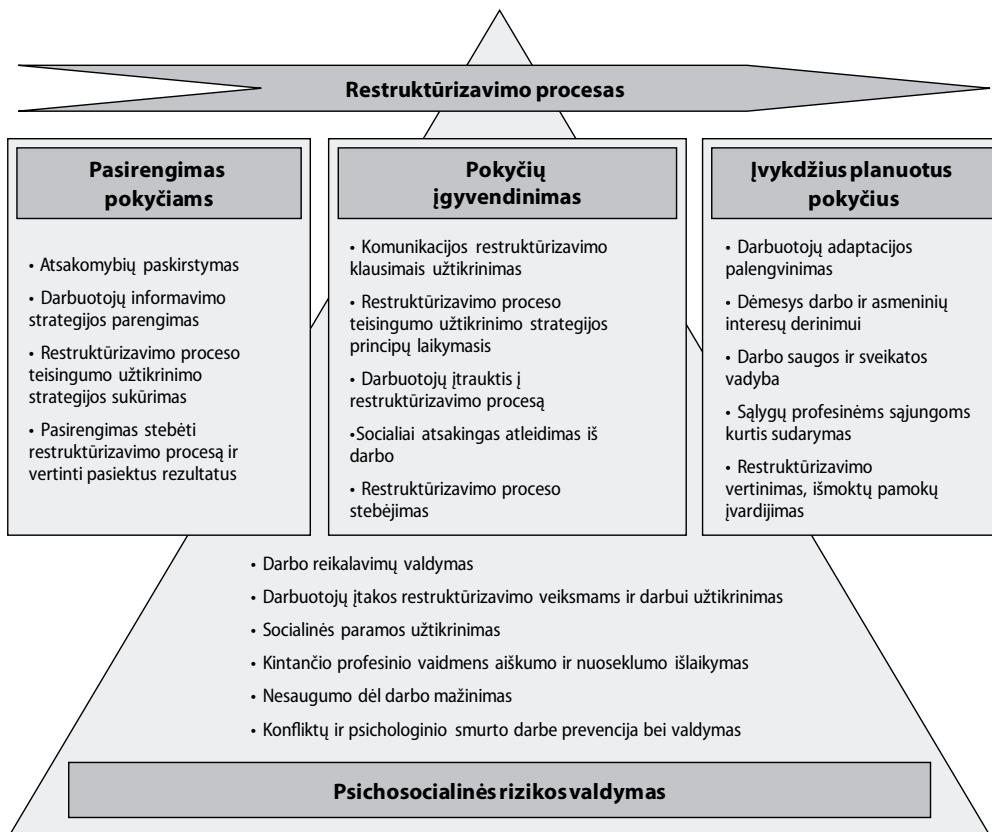 Restruktūrizavimo procesas
Pasirengimas
pokyčiams
• Atsakomybių paskirstymas
• Darbuotojų informavimo
strategijos parengimas
• Restruktūrizavimo proceso
teisingumo užtikrinimo
strategijos sukūrimas
• Pasirengimas stebėti
restruktūrizavimo procesą ir
vertinti pasiektus rezultatus
Pokyčių
įgyvendinimas
• Komunikacijos restruktūrizavimo
klausimais užtikrinimas
• Restruktūrizavimo proceso
teisingumo užtikrinimo strategijos
principų laikymasis
• Darbuotojų įtrauktis į
restruktūrizavimo procesą
•Socialiai atsakingas atleidimas iš
darbo
• Restruktūrizavimo proceso
stebėjimas
Įvykdžius planuotus
pokyčius
• Darbuotojų adaptacijos
palengvinimas
• Dėmesys darbo ir asmeninių
interesų derinimui
• Darbo saugos ir sveikatos
vadyba
• Sąlygų profesinėms sąjungoms
kurtis sudarymas
• Restruktūrizavimo
vertinimas, išmoktų pamokų
įvardijimas
• Darbo reikalavimų valdymas
• Darbuotojų įtakos restruktūrizavimo veiksmams ir darbui užtikrinimas
• Socialinės paramos užtikrinimas
• Kintančio profesinio vaidmens aiškumo ir nuoseklumo išlaikymas
• Nesaugumo dėl darbo mažinimas
• Konfliktų ir psichologinio smurto darbe prevencija bei valdymas
Psichosocialinės rizikos valdymas